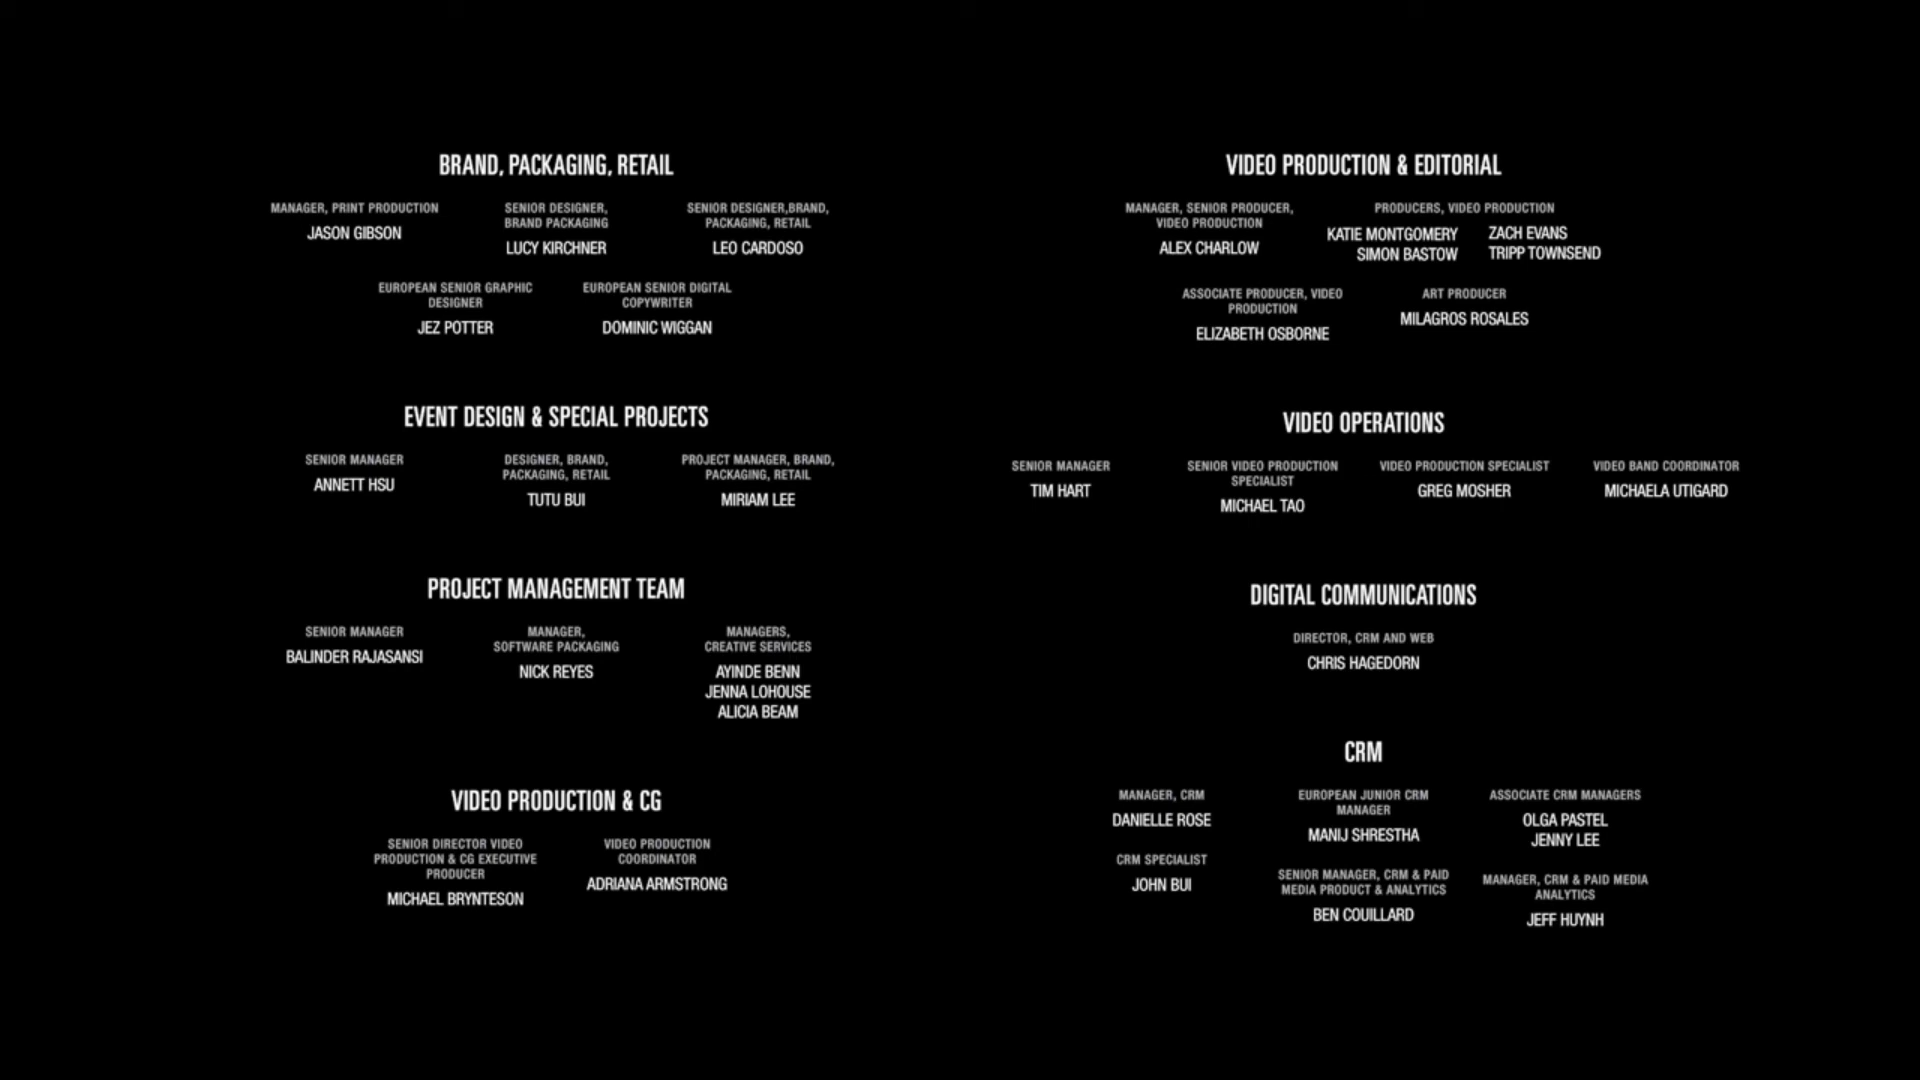 BRAND, PACKAGING, RETAIL
MANAGER, PRINT PRODUCTION
JASON GIBSON
SENIOR DESIGNER,
BRAND PACKAGING
LUCY KIRCHNER
SENIOR DESIGNER,BRAND,
PACKAGING, RETAIL
LEO CARDOSO
EUROPEAN SENIOR GRAPHIC
DESIGNER
JEZ POTTER
EUROPEAN SENIOR DIGITAL
COPYWRITER
DOMINIC WIGGAN
EVENT DESIGN & SPECIAL PROJECTS
SENIOR MANAGER
ANNETT HSU
DESIGNER, BRAND,
PACKAGING, RETAIL
TUTU BUI
PROJECT MANAGER, BRAND,
PACKAGING, RETAIL
MIRIAM LEE
PROJECT MANAGEMENT TEAM
SENIOR MANAGER
BALINDER RAJASANSI
MANAGER,
SOFTWARE PACKAGING
NICK REYES
MANAGERS,
CREATIVE SERVICES
AYINDE BENN
JENNA LOHOUSE
ALICIA BEAM
VIDEO PRODUCTION & CG
SENIOR DIRECTOR VIDEO
PRODUCTION & CG EXECUTIVE
PRODUCER
MICHAEL BRYNTESON
VIDEO PRODUCTION
COORDINATOR
ADRIANA ARMSTRONG
VIDEO PRODUCTION & EDITORIAL
MANAGER, SENIOR PRODUCER,
VIDEO PRODUCTION
ALEX CHARLOW
PRODUCERS, VIDEO PRODUCTION
KATIE MONTGOMERY
SIMON BASTOW
ZACH EVANS
TRIPP TOWNSEND
ASSOCIATE PRODUCER, VIDEO
PRODUCTION
ELIZABETH OSBORNE
ART PRODUCER
MILAGROS ROSALES
VIDEO OPERATIONS
SENIOR MANAGER
TIM HART
SENIOR VIDEO PRODUCTION
SPECIALIST
MICHAEL TAO
VIDEO PRODUCTION SPECIALIST
GREG MOSHER
VIDEO BAND COORDINATOR
MICHAELA UTIGARD
DIGITAL COMMUNICATIONS
DIRECTOR, CRM AND WEB
CHRIS HAGEDORN
CRM
MANAGER, CRM
DANIELLE ROSE
EUROPEAN JUNIOR CRM
MANAGER
MANIJ SHRESTHA
ASSOCIATE CRM MANAGERS
OLGA PASTEL
JENNY LEE
CRM SPECIALIST
JOHN BUI
SENIOR MANAGER, CRM & PAID
MEDIA PRODUCT & ANALYTICS
BEN COUILLARD
MANAGER, CRM & PAID MEDIA
ANALYTICS
JEFF HUYNH